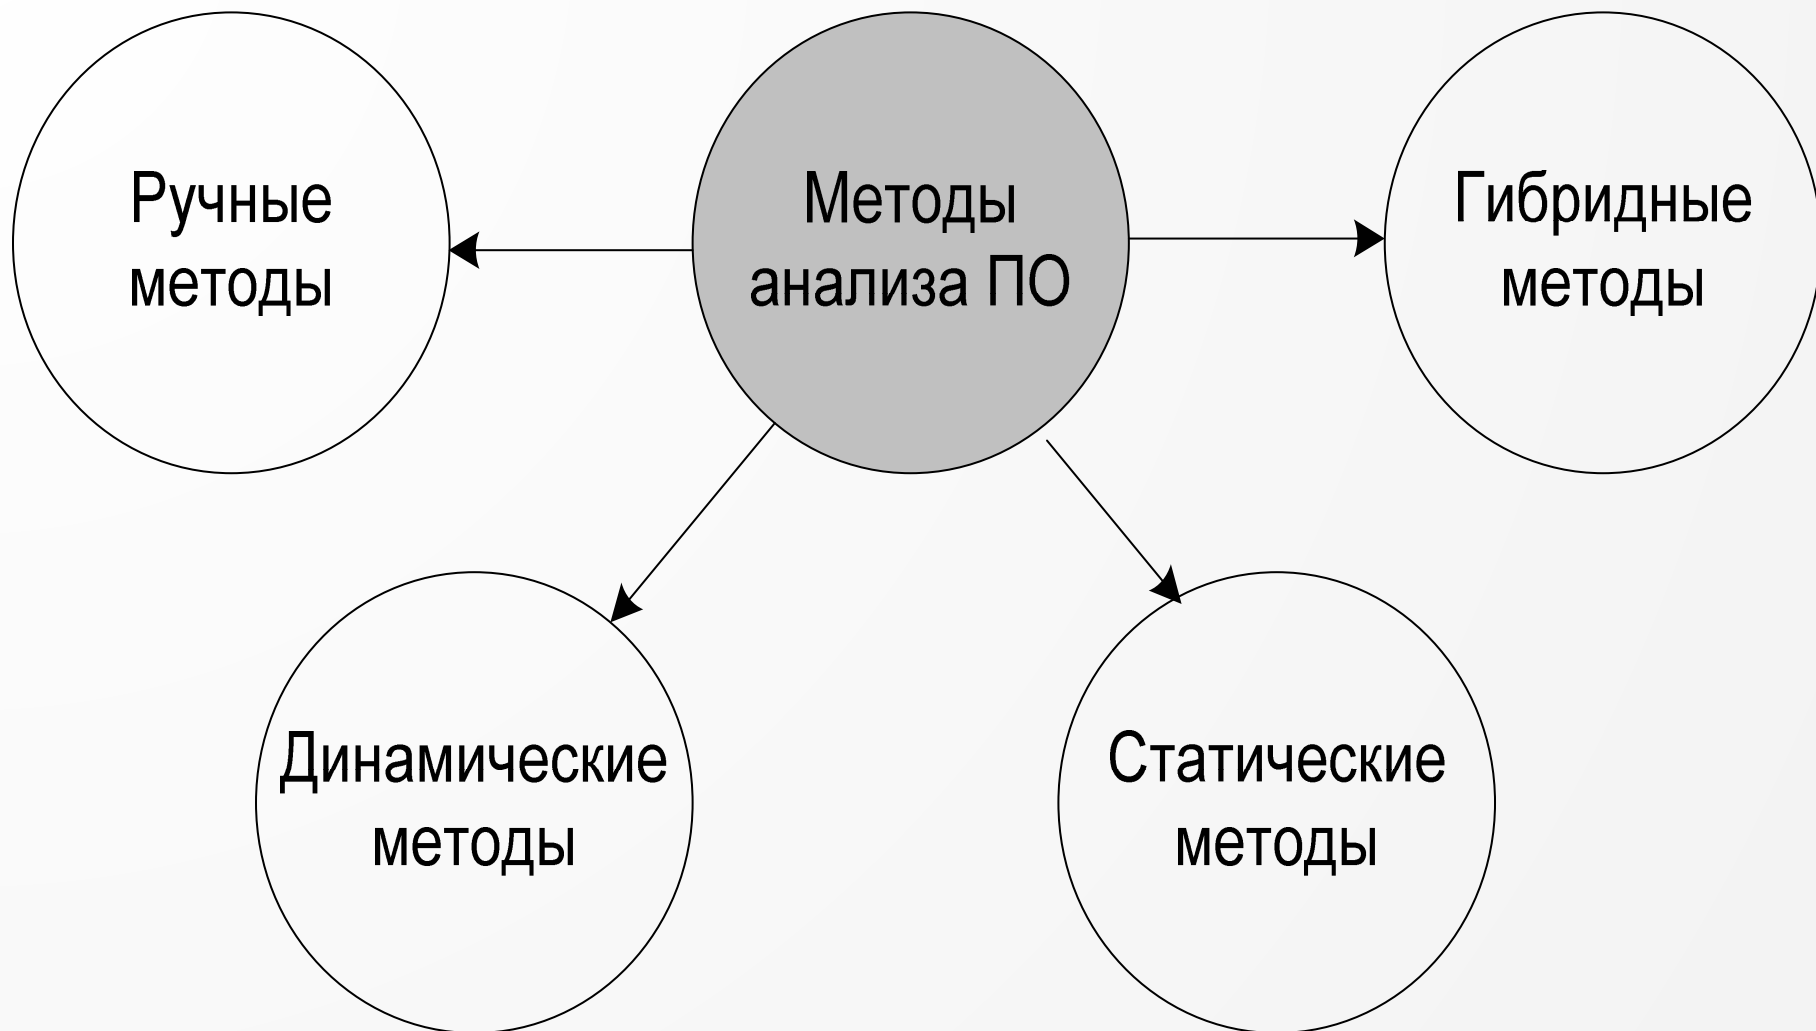 Ручные
методы
Методы
анализа ПО
Гибридные
методы
Динамические
методы
Статические
методы